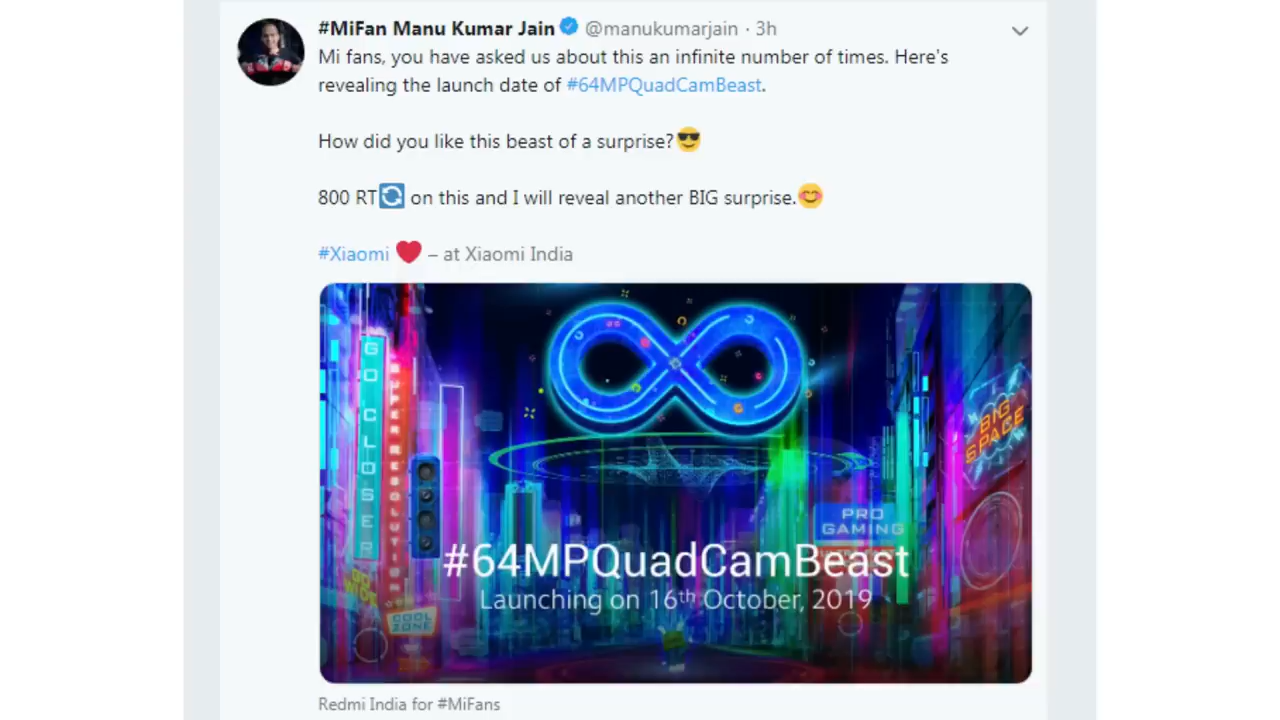 #MiFan Manu Kumar Jain @manukumarjain · 3h
Mi fans, you have asked us about this an infinite number of times. Here's
revealing the launch date of #64MPQuadCamBeast.
How did you like this beast of a surprise?😎
800 RT🔄 on this and I will reveal another BIG surprise.😊
#Xiaomi ❤ – at Xiaomi India
GO CLOSER
SUPER RESOLUTION
BIG
SPACE
PRO
GAMING
#64MPQuadCamBeast
Launching on 16th October, 2019
GO
WIDE
COOL
ZONE
Redmi India for #MiFans